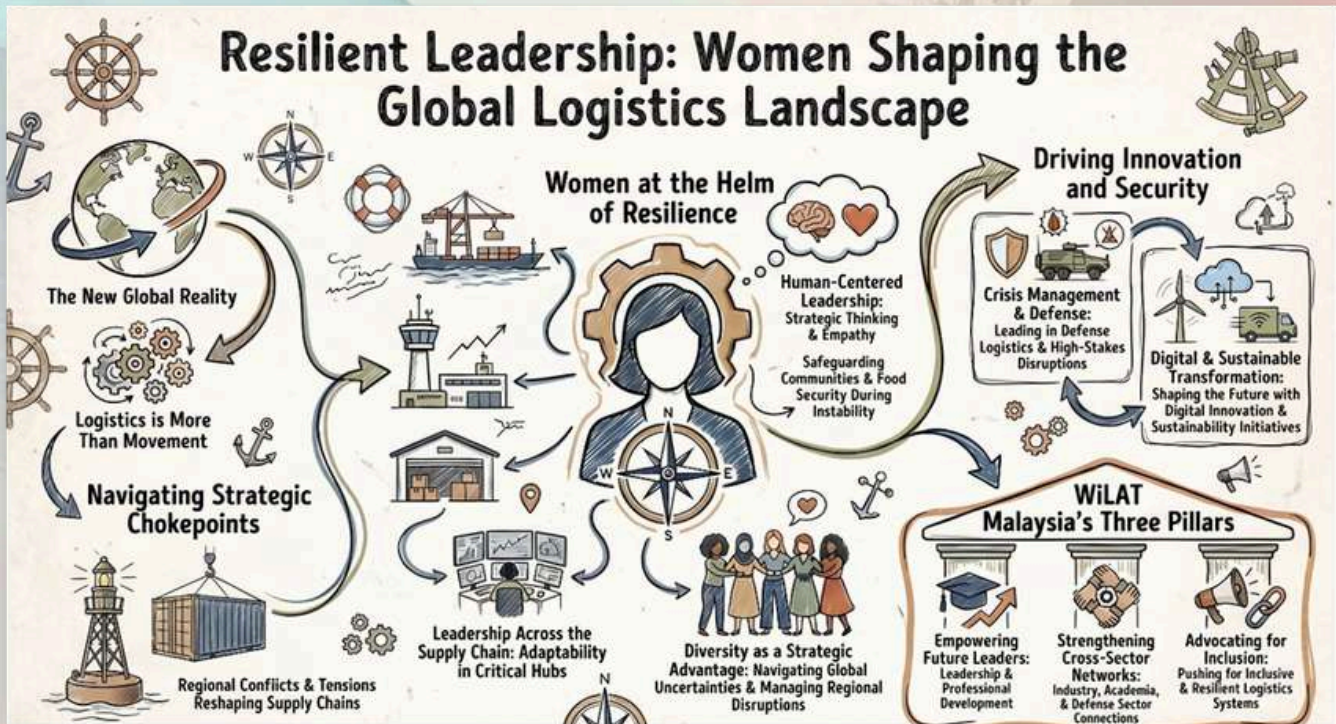 Resilient Leadership: Women Shaping the
Global Logistics Landscape
The New Global Reality
Logistics is More
Than Movement
Navigating Strategic
Chokepoints
Regional Conflicts & Tensions
Reshaping Supply Chains
N
W
E
S
Women at the Helm
of Resilience
Human-Centered
Leadership:
Strategic Thinking
& Empathy
Safeguarding
Communities & Food
Security During
Instability
N
W
E
S
Leadership Across the
Supply Chain: Adaptability
in Critical Hubs
Diversity as a Strategic
Advantage: Navigating Global
Uncertainties & Managing Regional
Disruptions
N
Driving Innovation
and Security
Crisis Management
& Defense:
Leading in Defense
Logistics & High-Stakes
Disruptions
Digital & Sustainable
Transformation:
Shaping the Future with
Digital Innovation &
Sustainability Initiatives
WiLAT
Malaysia's Three Pillars
Empowering
Future Leaders:
Leadership &
Professional
Development
Strengthening
Cross-Sector
Networks:
Industry, Academia,
& Defense Sector
Connections
Advocating for
Inclusion:
Pushing for Inclusive
& Resilient Logistics
Systems